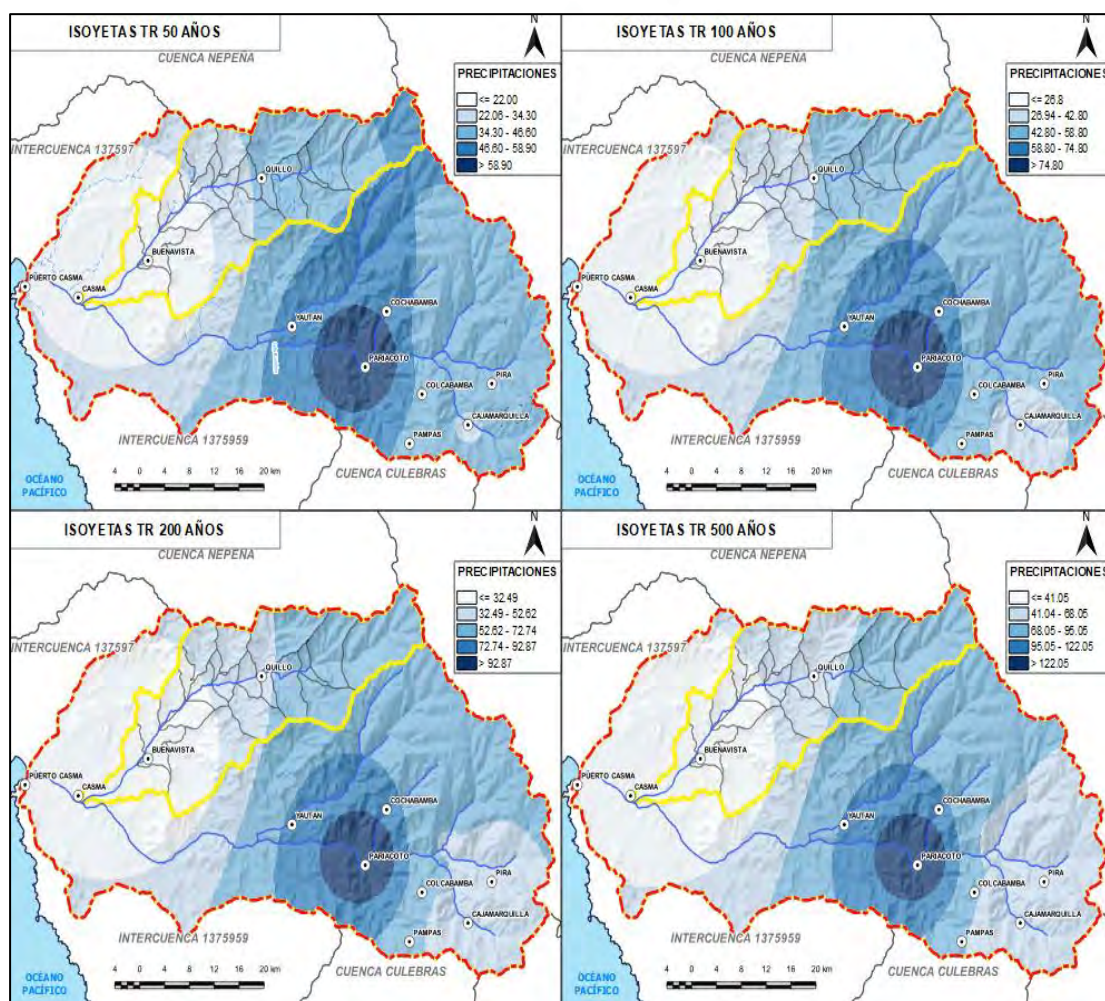 ISOYETAS TR 50 AÑOS
N
CUENCA NEPEÑA
PRECIPITACIONES
<= 22.00
22.06 - 34.30
34.30 - 46.60
46.60 - 58.90
> 58.90
INTERCUENCA 137597
QUILLO
BUENAVISTA
PUERTO CASMA
CASMA
YAUTAN
COCHABAMBA
PARIACOTO
PIRA
COLCABAMBA
CAJAMARQUILLA
PAMPAS
INTERCUENCA 1375959
CUENCA CULEBRAS
OCÉANO
PACÍFICO
4 0 4 8 12 16 20 km
ISOYETAS TR 100 AÑOS
N
CUENCA NEPEÑA
PRECIPITACIONES
<= 26.8
26.94 - 42.80
42.80 - 58.80
58.80 - 74.80
> 74.80
INTERCUENCA 137597
QUILLO
BUENAVISTA
PUERTO CASMA
CASMA
YAUTAN
COCHABAMBA
PARIACOTO
PIRA
COLCABAMBA
CAJAMARQUILLA
PAMPAS
INTERCUENCA 1375959
CUENCA CULEBRAS
OCÉANO
PACÍFICO
4 0 4 8 12 16 20 km
ISOYETAS TR 200 AÑOS
N
CUENCA NEPEÑA
PRECIPITACIONES
<= 32.49
32.49 - 52.62
52.62 - 72.74
72.74 - 92.87
> 92.87
INTERCUENCA 137597
QUILLO
BUENAVISTA
PUERTO CASMA
CASMA
YAUTAN
COCHABAMBA
PARIACOTO
PIRA
COLCABAMBA
CAJAMARQUILLA
PAMPAS
INTERCUENCA 1375959
CUENCA CULEBRAS
OCÉANO
PACÍFICO
4 0 4 8 12 16 20 km
ISOYETAS TR 500 AÑOS
N
CUENCA NEPEÑA
PRECIPITACIONES
<= 41.05
41.04 - 68.05
68.05 - 95.05
95.05 - 122.05
> 122.05
INTERCUENCA 137597
QUILLO
BUENAVISTA
PUERTO CASMA
CASMA
YAUTAN
COCHABAMBA
PARIACOTO
PIRA
COLCABAMBA
CAJAMARQUILLA
PAMPAS
INTERCUENCA 1375959
CUENCA CULEBRAS
OCÉANO
PACÍFICO
4 0 4 8 12 16 20 km